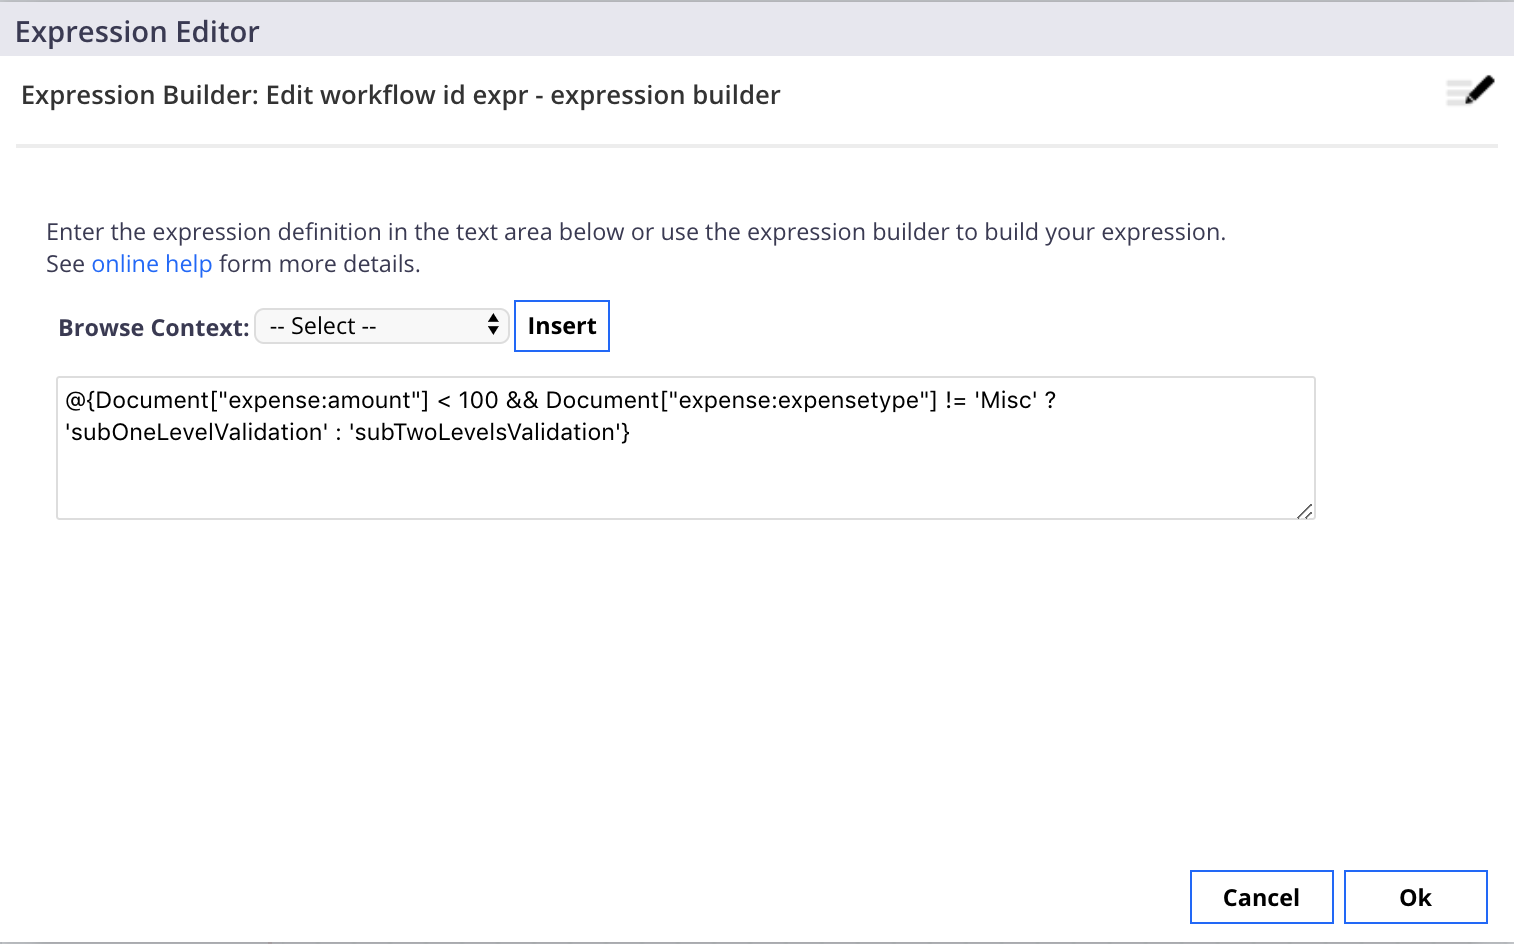 Expression Editor
Expression Builder: Edit workflow id expr - expression builder
Enter the expression definition in the text area below or use the expression builder to build your expression.
See online help form more details.
Browse Context: -- Select -- Insert
@{Document["expense:amount"] < 100 && Document["expense:expensetype"] != 'Misc' ?
'subOneLevelValidation' : 'subTwoLevelsValidation'}
Cancel Ok